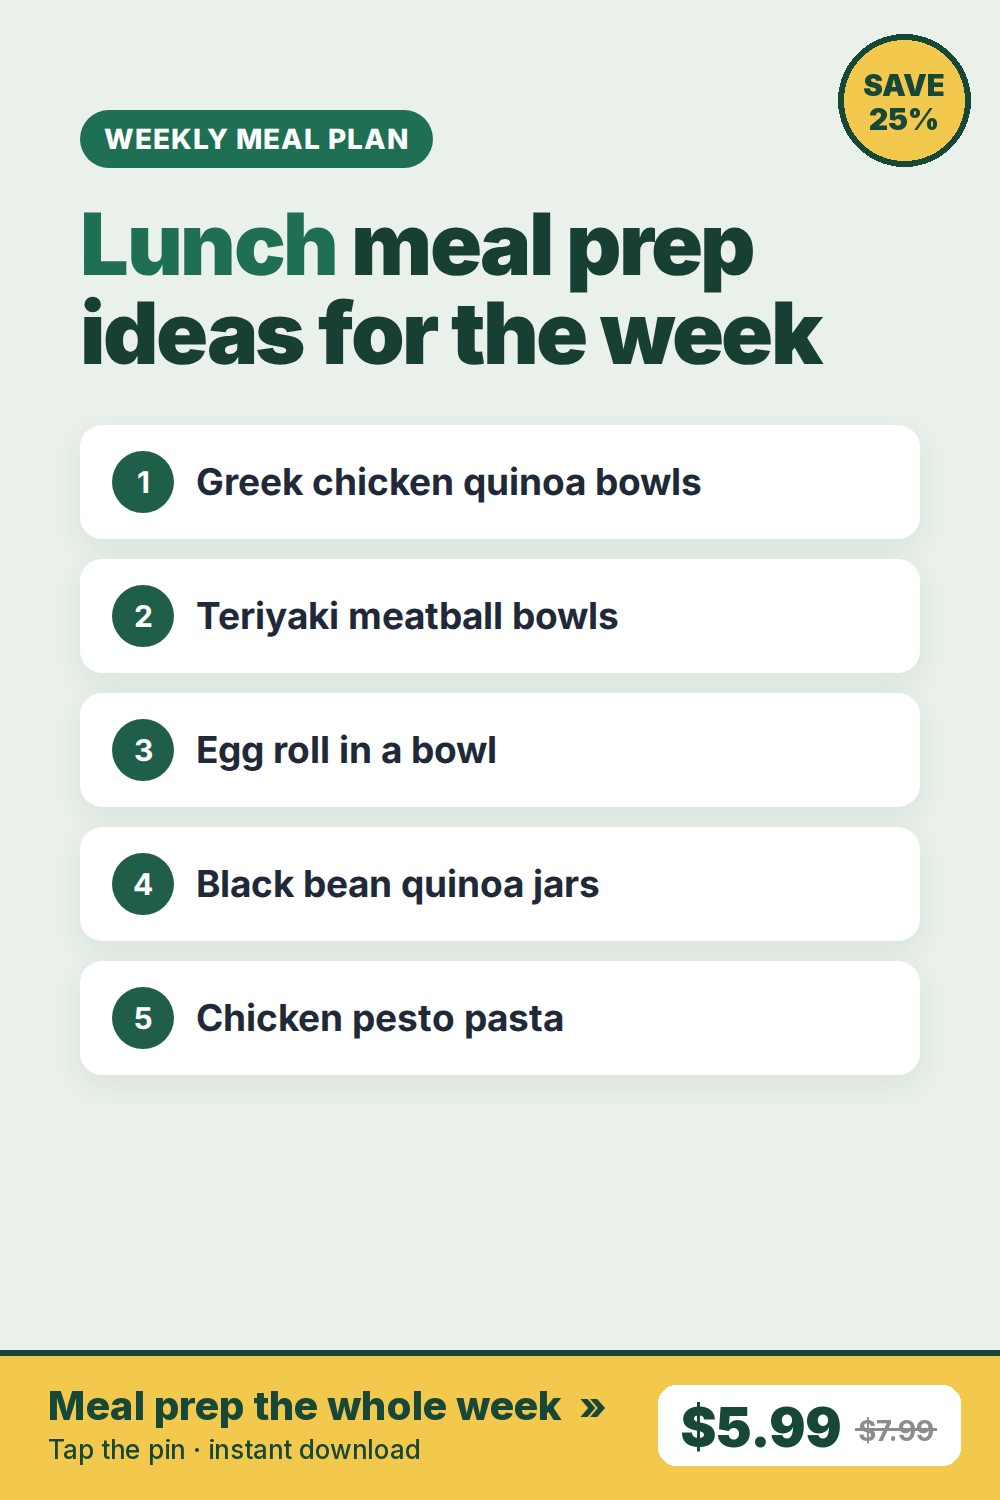 SAVE
25%
WEEKLY MEAL PLAN
Lunch meal prep
ideas for the week
1 Greek chicken quinoa bowls
2 Teriyaki meatball bowls
3 Egg roll in a bowl
4 Black bean quinoa jars
5 Chicken pesto pasta
Meal prep the whole week »
Tap the pin · instant download
$5.99 $7.99